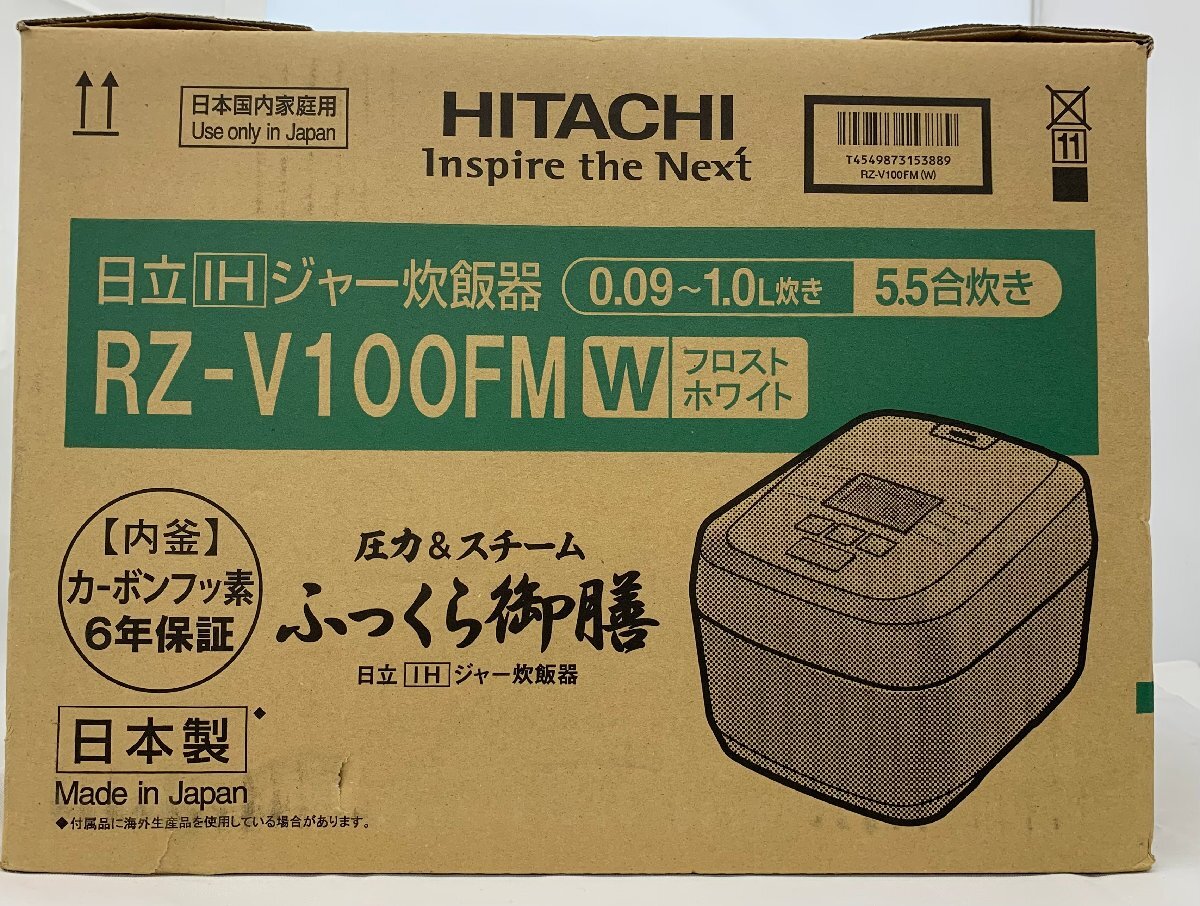 日本国内家庭用
Use only in Japan
HITACHI
Inspire the Next
T4549873153889
RZ-V100FM(W)
11
日立IHジャー炊飯器
0.09～1.0L炊き 5.5合炊き
RZ-V100FM W フロスト
ホワイト
【内釜】
カーボンフッ素
6年保証
圧力&スチーム
ふっくら御膳
日立IHジャー炊飯器
日本製◆
Made in Japan
◆付属品に海外生産品を使用している場合があります。